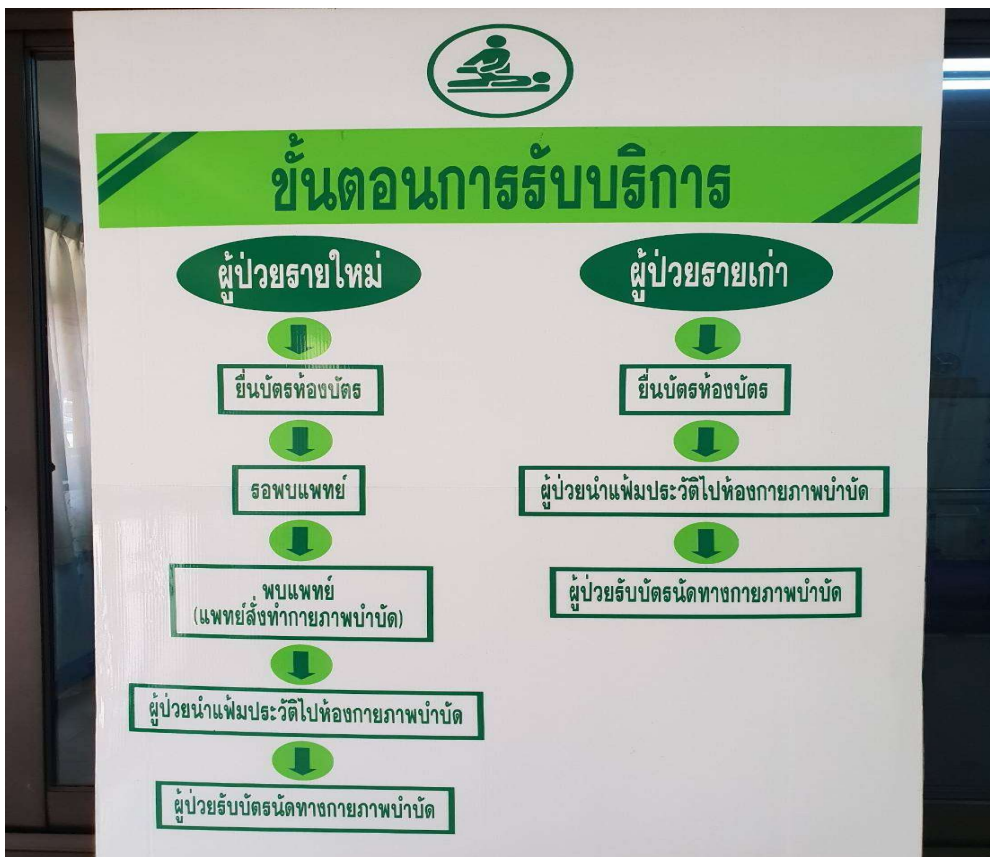 ขั้นตอนการรับบริการ
ผู้ป่วยรายใหม่
ยื่นบัตรห้องบัตร
รอพบแพทย์
พบแพทย์
(แพทย์สั่งทำกายภาพบำบัด)
ผู้ป่วยนำแฟ้มประวัติไปห้องกายภาพบำบัด
ผู้ป่วยรับบัตรนัดทางกายภาพบำบัด
ผู้ป่วยรายเก่า
ยื่นบัตรห้องบัตร
ผู้ป่วยนำแฟ้มประวัติไปห้องกายภาพบำบัด
ผู้ป่วยรับบัตรนัดทางกายภาพบำบัด